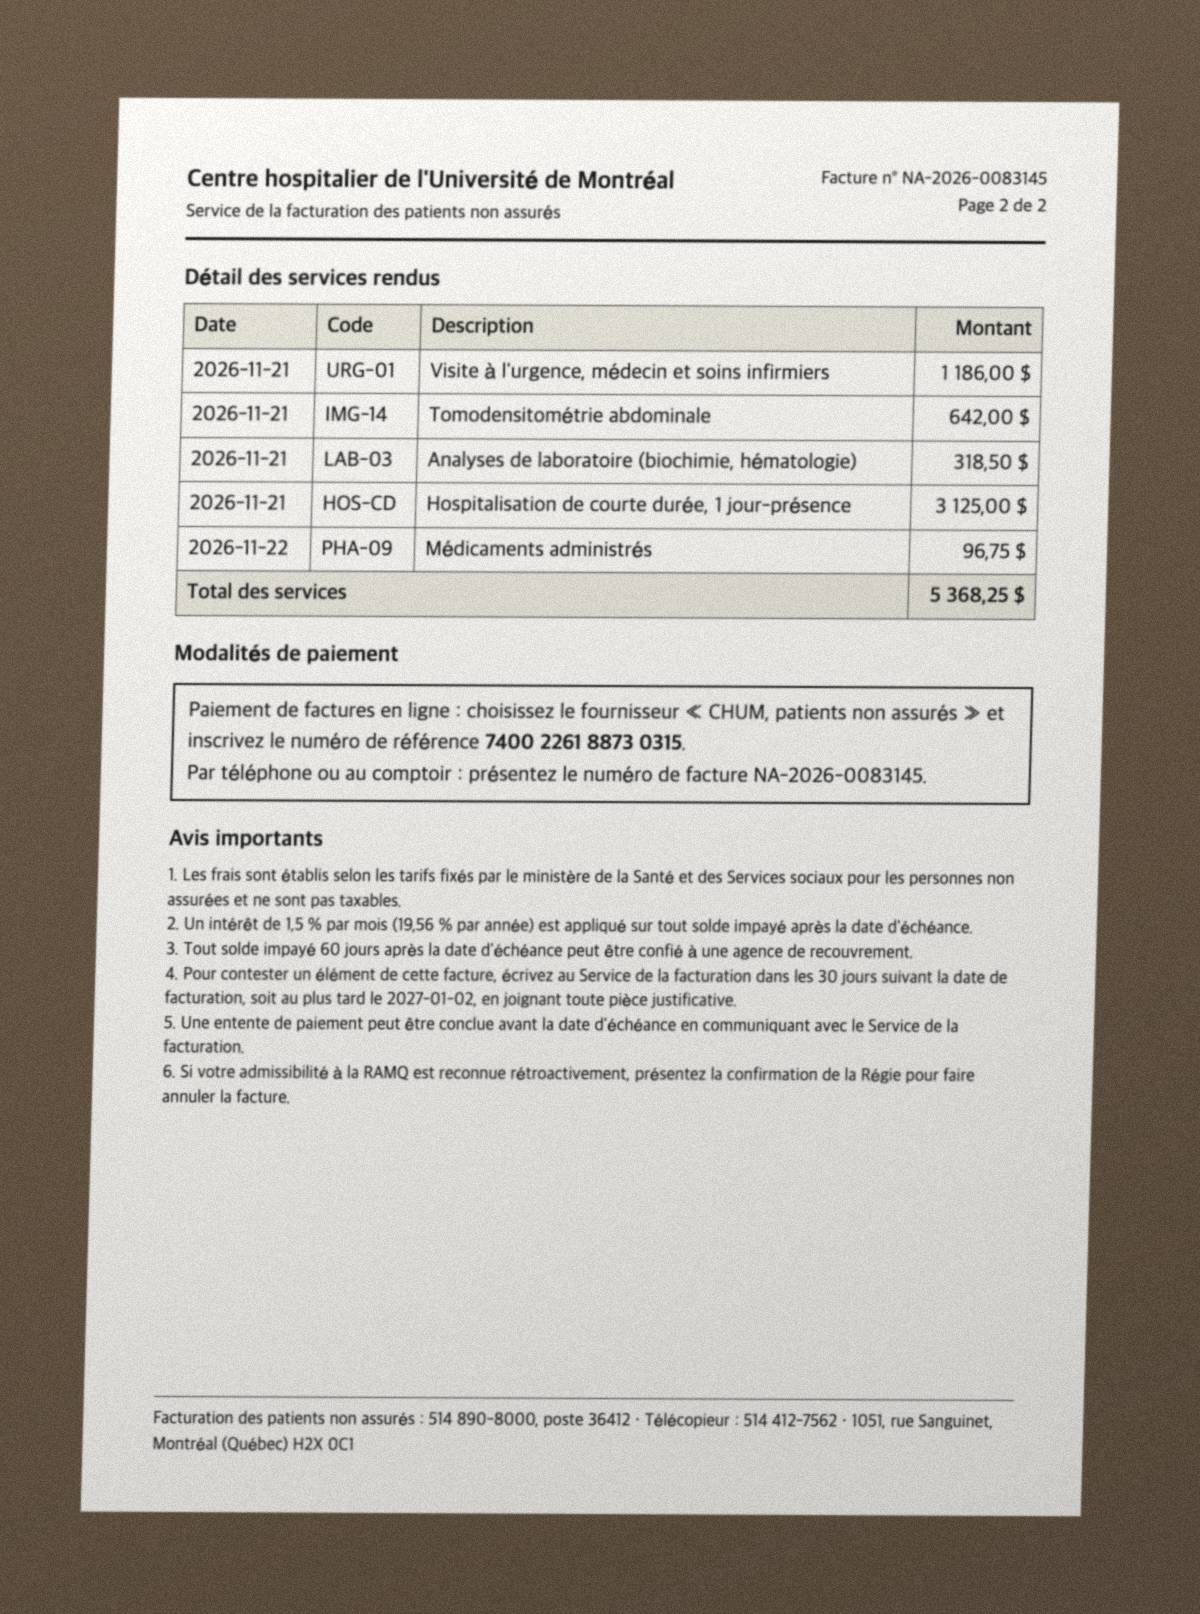 Centre hospitalier de l'Université de Montréal
Service de la facturation des patients non assurés
Facture n° NA-2026-0083145
Page 2 de 2
Détail des services rendus
Date Code Description Montant
2026-11-21 URG-01 Visite à l'urgence, médecin et soins infirmiers 1 186,00 $
2026-11-21 IMG-14 Tomodensitométrie abdominale 642,00 $
2026-11-21 LAB-03 Analyses de laboratoire (biochimie, hématologie) 318,50 $
2026-11-21 HOS-CD Hospitalisation de courte durée, 1 jour-présence 3 125,00 $
2026-11-22 PHA-09 Médicaments administrés 96,75 $
Total des services 5 368,25 $
Modalités de paiement
Paiement de factures en ligne : choisissez le fournisseur « CHUM, patients non assurés » et
inscrivez le numéro de référence 7400 2261 8873 0315.
Par téléphone ou au comptoir : présentez le numéro de facture NA-2026-0083145.
Avis importants
1. Les frais sont établis selon les tarifs fixés par le ministère de la Santé et des Services sociaux pour les personnes non
assurées et ne sont pas taxables.
2. Un intérêt de 1,5 % par mois (19,56 % par année) est appliqué sur tout solde impayé après la date d'échéance.
3. Tout solde impayé 60 jours après la date d'échéance peut être confié à une agence de recouvrement.
4. Pour contester un élément de cette facture, écrivez au Service de la facturation dans les 30 jours suivant la date de
facturation, soit au plus tard le 2027-01-02, en joignant toute pièce justificative.
5. Une entente de paiement peut être conclue avant la date d'échéance en communiquant avec le Service de la
facturation.
6. Si votre admissibilité à la RAMQ est reconnue rétroactivement, présentez la confirmation de la Régie pour faire
annuler la facture.
Facturation des patients non assurés : 514 890-8000, poste 36412 · Télécopieur : 514 412-7562 · 1051, rue Sanguinet,
Montréal (Québec) H2X 0C1